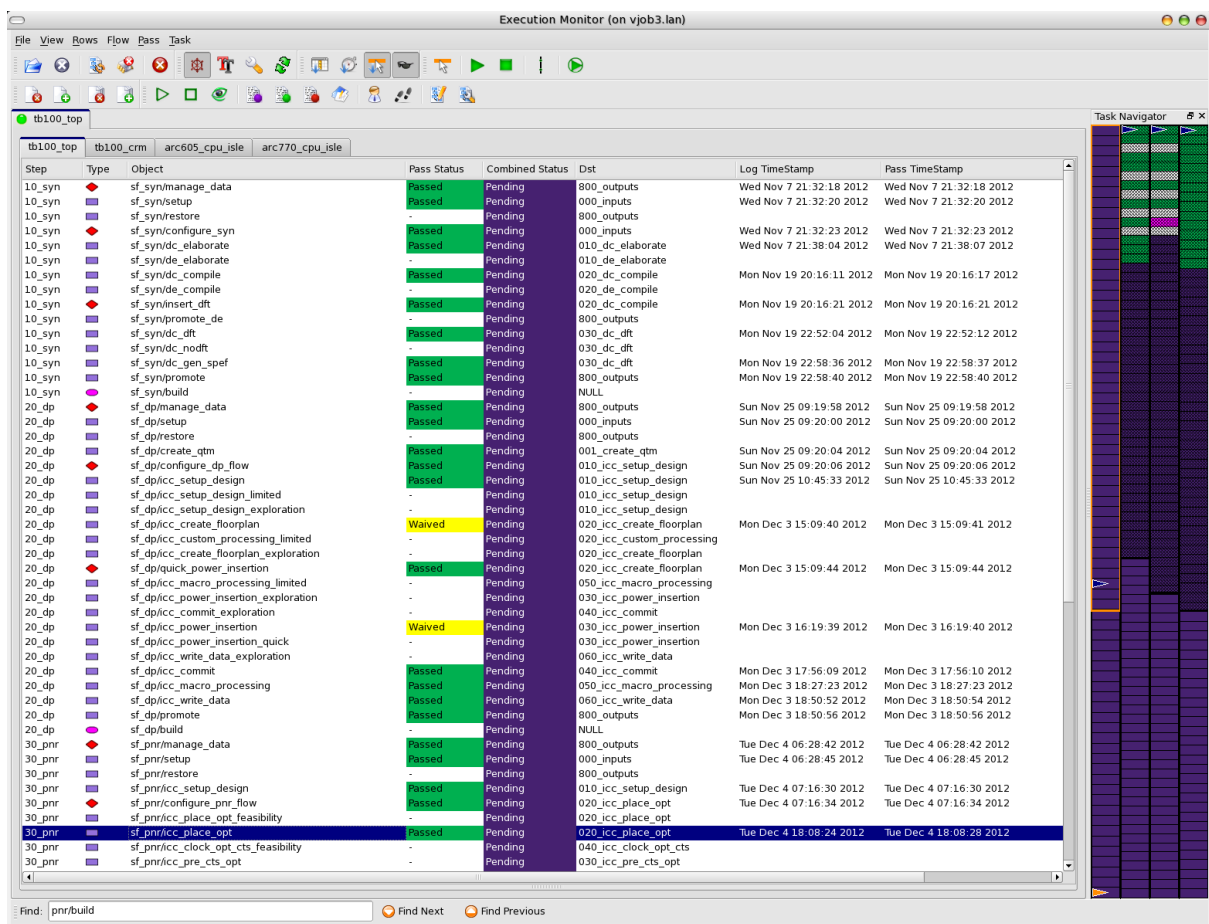 Execution Monitor (on vjob3.lan)
File View Rows Flow Pass Task
tb100_top
Task Navigator
tb100_top tb100_crm arc605_cpu_isle arc770_cpu_isle
Step Type Object Pass Status Combined Status Dst Log TimeStamp Pass TimeStamp
10_syn sf_syn/manage_data Passed Pending 800_outputs Wed Nov 7 21:32:18 2012 Wed Nov 7 21:32:18 2012
10_syn sf_syn/setup Passed Pending 000_inputs Wed Nov 7 21:32:20 2012 Wed Nov 7 21:32:20 2012
10_syn sf_syn/restore - Pending 800_outputs
10_syn sf_syn/configure_syn Passed Pending 000_inputs Wed Nov 7 21:32:23 2012 Wed Nov 7 21:32:23 2012
10_syn sf_syn/dc_elaborate Passed Pending 010_dc_elaborate Wed Nov 7 21:38:04 2012 Wed Nov 7 21:38:07 2012
10_syn sf_syn/de_elaborate - Pending 010_de_elaborate
10_syn sf_syn/dc_compile Passed Pending 020_dc_compile Mon Nov 19 20:16:11 2012 Mon Nov 19 20:16:17 2012
10_syn sf_syn/de_compile - Pending 020_de_compile
10_syn sf_syn/insert_dft Passed Pending 020_dc_compile Mon Nov 19 20:16:21 2012 Mon Nov 19 20:16:21 2012
10_syn sf_syn/promote_de - Pending 800_outputs
10_syn sf_syn/dc_dft Passed Pending 030_dc_dft Mon Nov 19 22:52:04 2012 Mon Nov 19 22:52:12 2012
10_syn sf_syn/dc_nodft - Pending 030_dc_dft
10_syn sf_syn/dc_gen_spef Passed Pending 030_dc_dft Mon Nov 19 22:58:36 2012 Mon Nov 19 22:58:37 2012
10_syn sf_syn/promote Passed Pending 800_outputs Mon Nov 19 22:58:40 2012 Mon Nov 19 22:58:40 2012
10_syn sf_syn/build - Pending NULL
20_dp sf_dp/manage_data Passed Pending 800_outputs Sun Nov 25 09:19:58 2012 Sun Nov 25 09:19:58 2012
20_dp sf_dp/setup Passed Pending 000_inputs Sun Nov 25 09:20:00 2012 Sun Nov 25 09:20:00 2012
20_dp sf_dp/restore - Pending 800_outputs
20_dp sf_dp/create_qtm Passed Pending 001_create_qtm Sun Nov 25 09:20:04 2012 Sun Nov 25 09:20:04 2012
20_dp sf_dp/configure_dp_flow Passed Pending 010_icc_setup_design Sun Nov 25 09:20:06 2012 Sun Nov 25 09:20:06 2012
20_dp sf_dp/icc_setup_design Passed Pending 010_icc_setup_design Sun Nov 25 10:45:33 2012 Sun Nov 25 10:45:33 2012
20_dp sf_dp/icc_setup_design_limited - Pending 010_icc_setup_design
20_dp sf_dp/icc_setup_design_exploration - Pending 010_icc_setup_design
20_dp sf_dp/icc_create_floorplan Waived Pending 020_icc_create_floorplan Mon Dec 3 15:09:40 2012 Mon Dec 3 15:09:41 2012
20_dp sf_dp/icc_custom_processing_limited - Pending 020_icc_custom_processing
20_dp sf_dp/icc_create_floorplan_exploration - Pending 020_icc_create_floorplan
20_dp sf_dp/quick_power_insertion Passed Pending 020_icc_create_floorplan Mon Dec 3 15:09:44 2012 Mon Dec 3 15:09:44 2012
20_dp sf_dp/icc_macro_processing_limited - Pending 050_icc_macro_processing
20_dp sf_dp/icc_power_insertion_exploration - Pending 030_icc_power_insertion
20_dp sf_dp/icc_commit_exploration - Pending 040_icc_commit
20_dp sf_dp/icc_power_insertion Waived Pending 030_icc_power_insertion Mon Dec 3 16:19:39 2012 Mon Dec 3 16:19:40 2012
20_dp sf_dp/icc_power_insertion_quick - Pending 030_icc_power_insertion
20_dp sf_dp/icc_write_data_exploration - Pending 060_icc_write_data
20_dp sf_dp/icc_commit Passed Pending 040_icc_commit Mon Dec 3 17:56:09 2012 Mon Dec 3 17:56:10 2012
20_dp sf_dp/icc_macro_processing Passed Pending 050_icc_macro_processing Mon Dec 3 18:27:23 2012 Mon Dec 3 18:27:23 2012
20_dp sf_dp/icc_write_data Passed Pending 060_icc_write_data Mon Dec 3 18:50:52 2012 Mon Dec 3 18:50:54 2012
20_dp sf_dp/promote Passed Pending 800_outputs Mon Dec 3 18:50:56 2012 Mon Dec 3 18:50:56 2012
20_dp sf_dp/build - Pending NULL
30_pnr sf_pnr/manage_data Passed Pending 800_outputs Tue Dec 4 06:28:42 2012 Tue Dec 4 06:28:42 2012
30_pnr sf_pnr/setup Passed Pending 000_inputs Tue Dec 4 06:28:45 2012 Tue Dec 4 06:28:45 2012
30_pnr sf_pnr/restore - Pending 800_outputs
30_pnr sf_pnr/icc_setup_design Passed Pending 010_icc_setup_design Tue Dec 4 07:16:30 2012 Tue Dec 4 07:16:30 2012
30_pnr sf_pnr/configure_pnr_flow Passed Pending 020_icc_place_opt Tue Dec 4 07:16:34 2012 Tue Dec 4 07:16:34 2012
30_pnr sf_pnr/icc_place_opt_feasibility - Pending 020_icc_place_opt
30_pnr sf_pnr/icc_place_opt Passed Pending 020_icc_place_opt Tue Dec 4 18:08:24 2012 Tue Dec 4 18:08:28 2012
30_pnr sf_pnr/icc_clock_opt_cts_feasibility - Pending 040_icc_clock_opt_cts
30_pnr sf_pnr/icc_pre_cts_opt - Pending 030_icc_pre_cts_opt
Find: pnr/build Find Next Find Previous